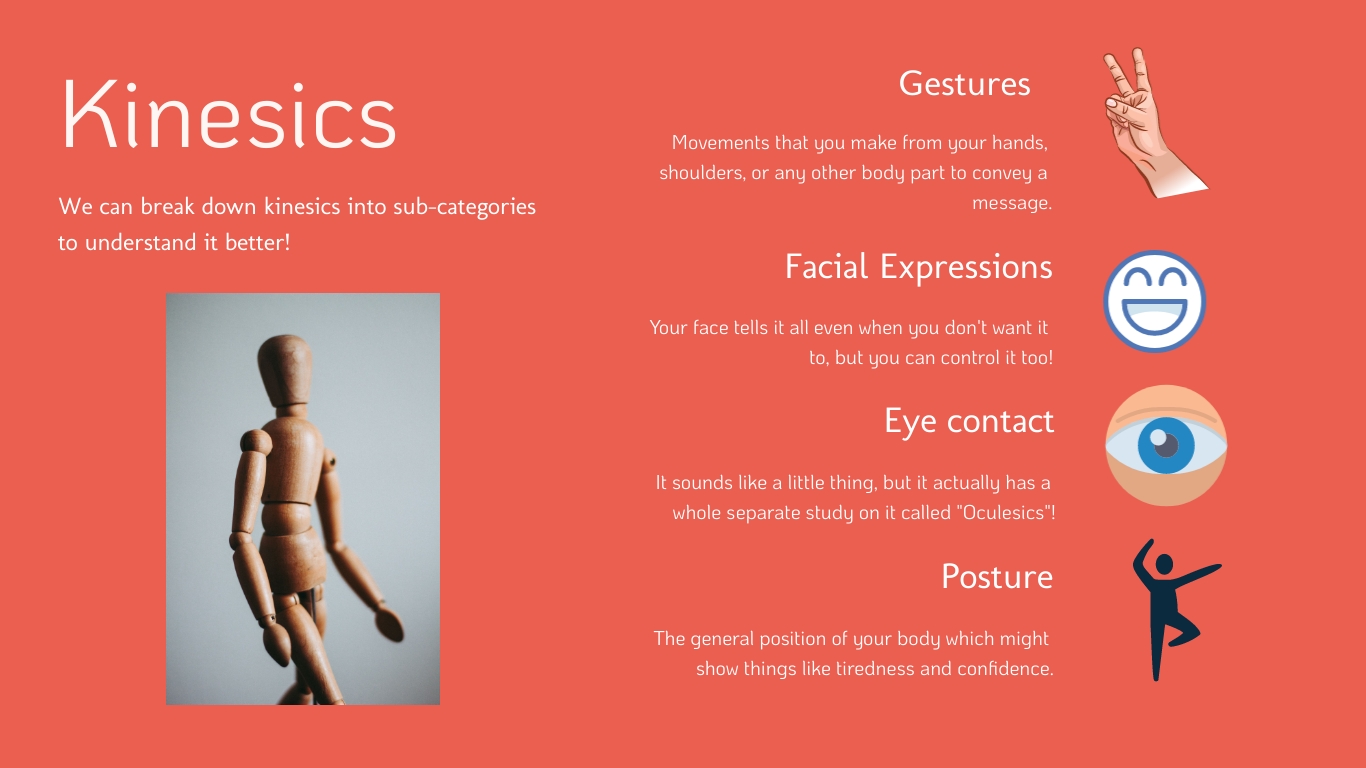 Kinesics
We can break down kinesics into sub-categories
to understand it better!
Gestures
Movements that you make from your hands,
shoulders, or any other body part to convey a
message.
Facial Expressions
Your face tells it all even when you don't want it
to, but you can control it too!
Eye contact
It sounds like a little thing, but it actually has a
whole separate study on it called "Oculesics"!
Posture
The general position of your body which might
show things like tiredness and confidence.